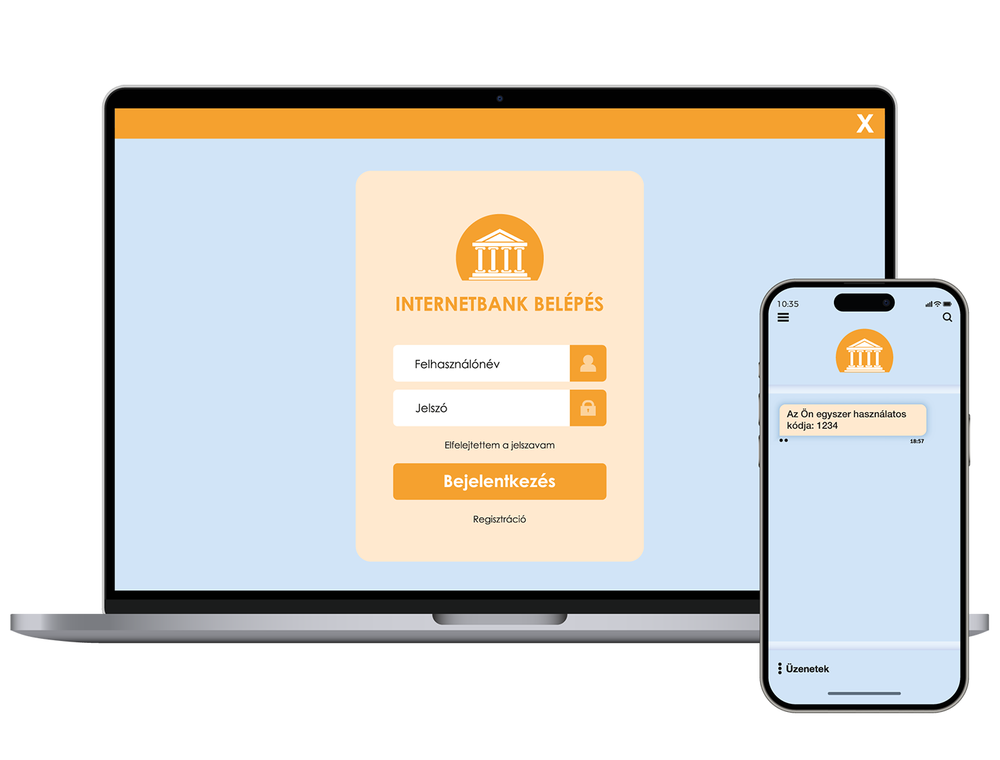 X
INTERNETBANK BELÉPÉS
Felhasználónév
Jelszó
Elfelejtettem a jelszavam
Bejelentkezés
Regisztráció
10:35
Az Ön egyszer használatos
kódja: 1234
18:57
Üzenetek